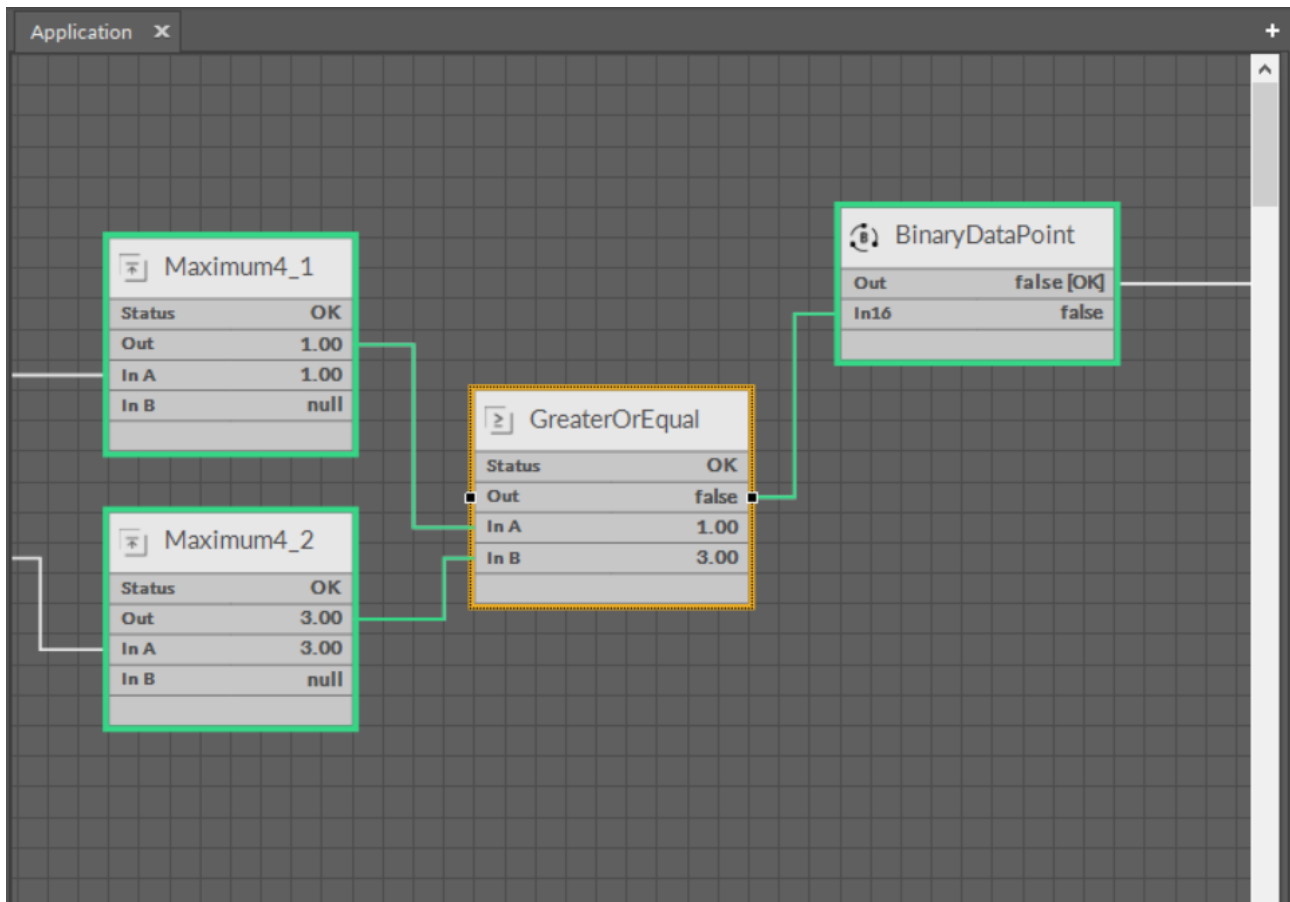 Application
Maximum4_1
Status OK
Out 1.00
In A 1.00
In B null
Maximum4_2
Status OK
Out 3.00
In A 3.00
In B null
GreaterOrEqual
Status OK
Out false
In A 1.00
In B 3.00
BinaryDataPoint
Out false [OK]
In16 false